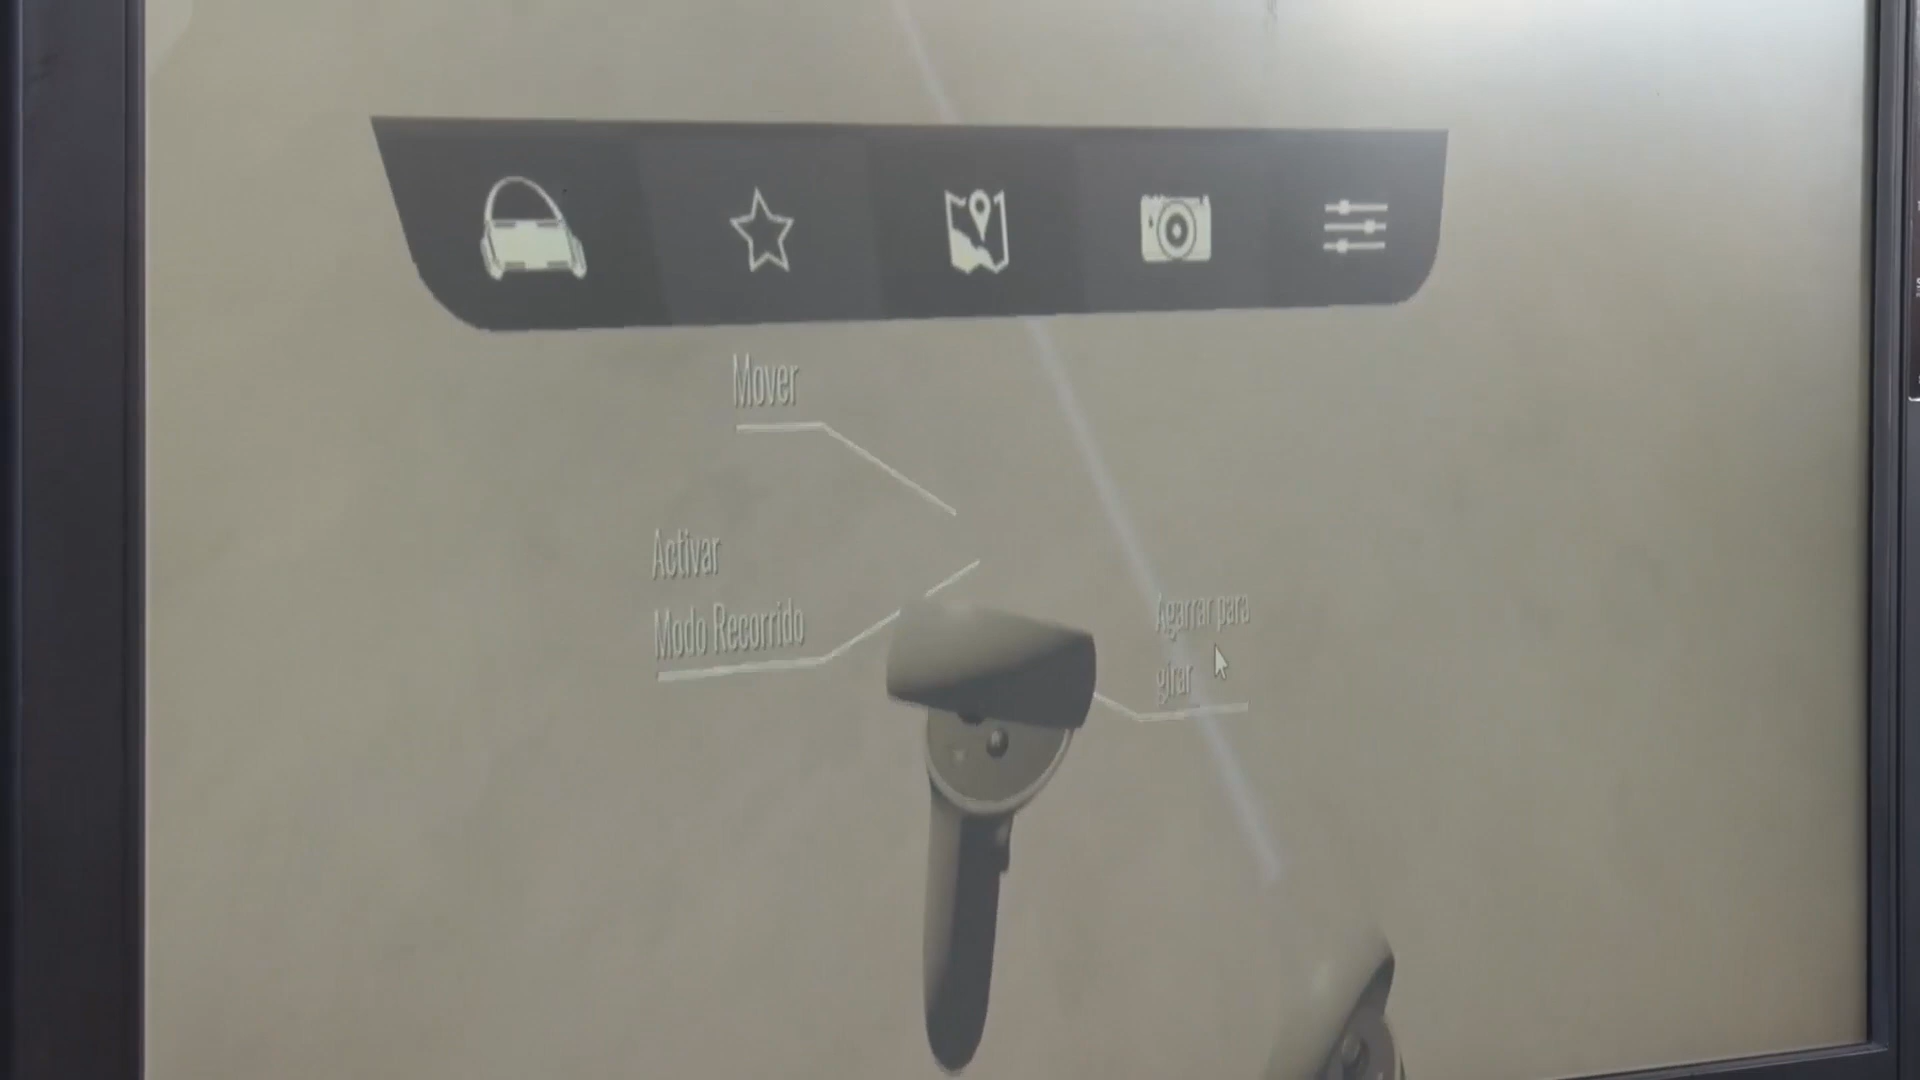 Mover
Activar
Modo Recorrido
Agarrar para
girar